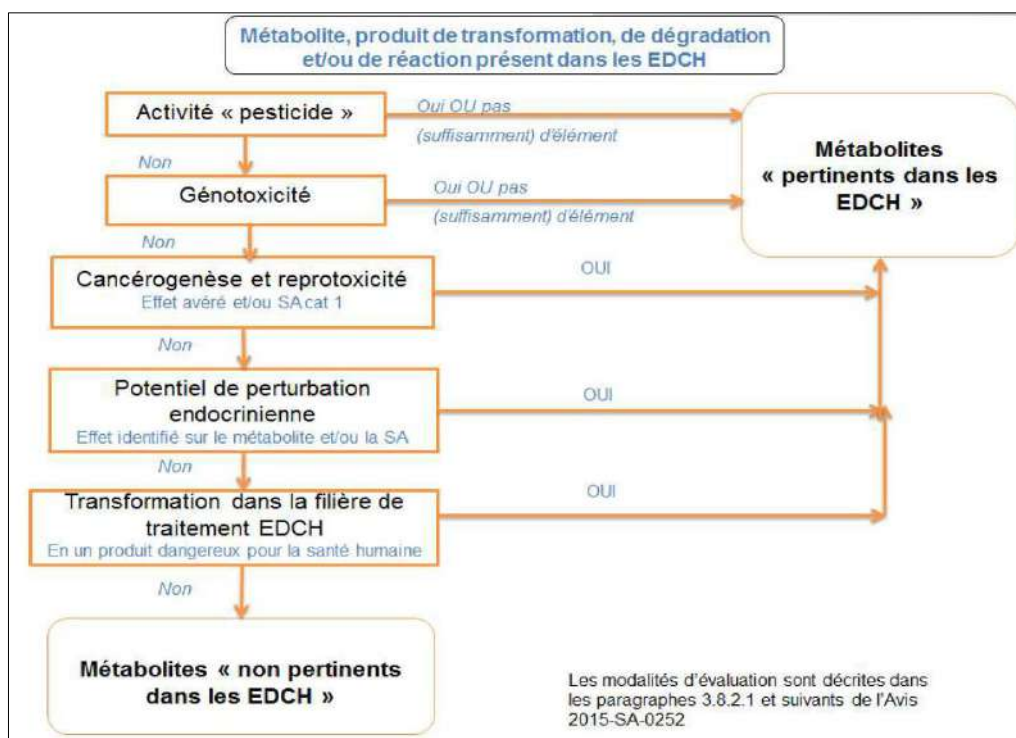 Métabolite, produit de transformation, de dégradation
et/ou de réaction présent dans les EDCH
Activité « pesticide »
Oui OU pas
(suffisamment) d'élément
Non
Métabolites
« pertinents dans les
EDCH »
Génotoxicité
Oui OU pas
(suffisamment) d'élément
Non
Cancérogenèse et reprotoxicité
Effet avéré et/ou SA cat 1
OUI
Non
Potentiel de perturbation
endocrinienne
Effet identifié sur le métabolite et/ou la SA
OUI
Non
Transformation dans la filière de
traitement EDCH
En un produit dangereux pour la santé humaine
OUI
Non
Métabolites « non pertinents
dans les EDCH »
Les modalités d'évaluation sont décrites dans
les paragraphes 3.8.2.1 et suivants de l'Avis
2015-SA-0252